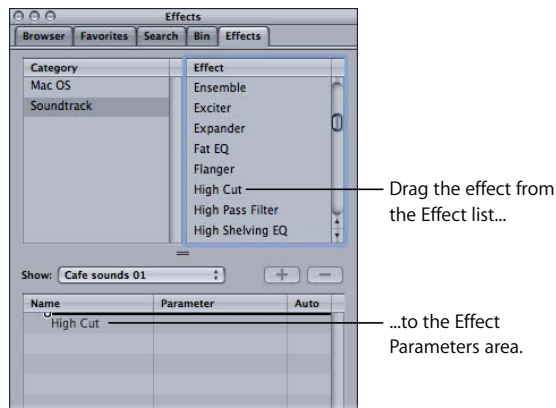 Effects
Browser Favorites Search Bin Effects
Category Effect
Mac OS Ensemble
Soundtrack Exciter
Expander
Fat EQ
Flanger
High Cut
High Pass Filter
High Shelving EQ
Drag the effect from
the Effect list...
Show: Cafe sounds 01 + −
Name Parameter Auto
High Cut
...to the Effect
Parameters area.